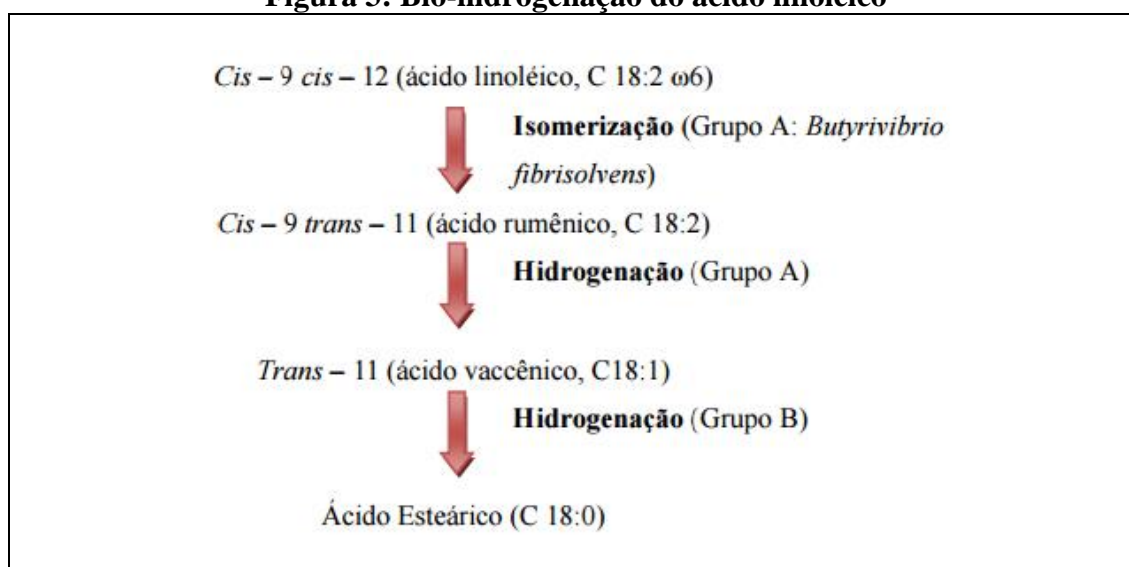 Figura Bio-hidrogenação do ácido
Cis – 9 cis – 12 (ácido linoléico, C 18:2 ω6)
Isomerização (Grupo A: Butyrivibrio
fibrisolvens)
Cis – 9 trans – 11 (ácido rumênico, C 18:2)
Hidrogenação (Grupo A)
Trans – 11 (ácido vaccênico, C18:1)
Hidrogenação (Grupo B)
Ácido Esteárico (C 18:0)